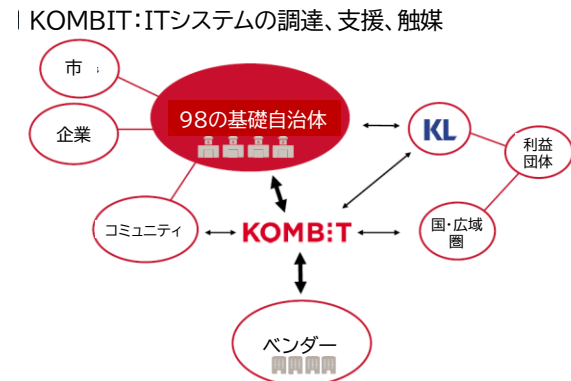 KOMBIT:ITシステムの調達、支援、触媒
市
98の基礎自治体
企業
KL
利益
団体
コミュニティ
KOMB:T
国・広域
圏
ベンダー